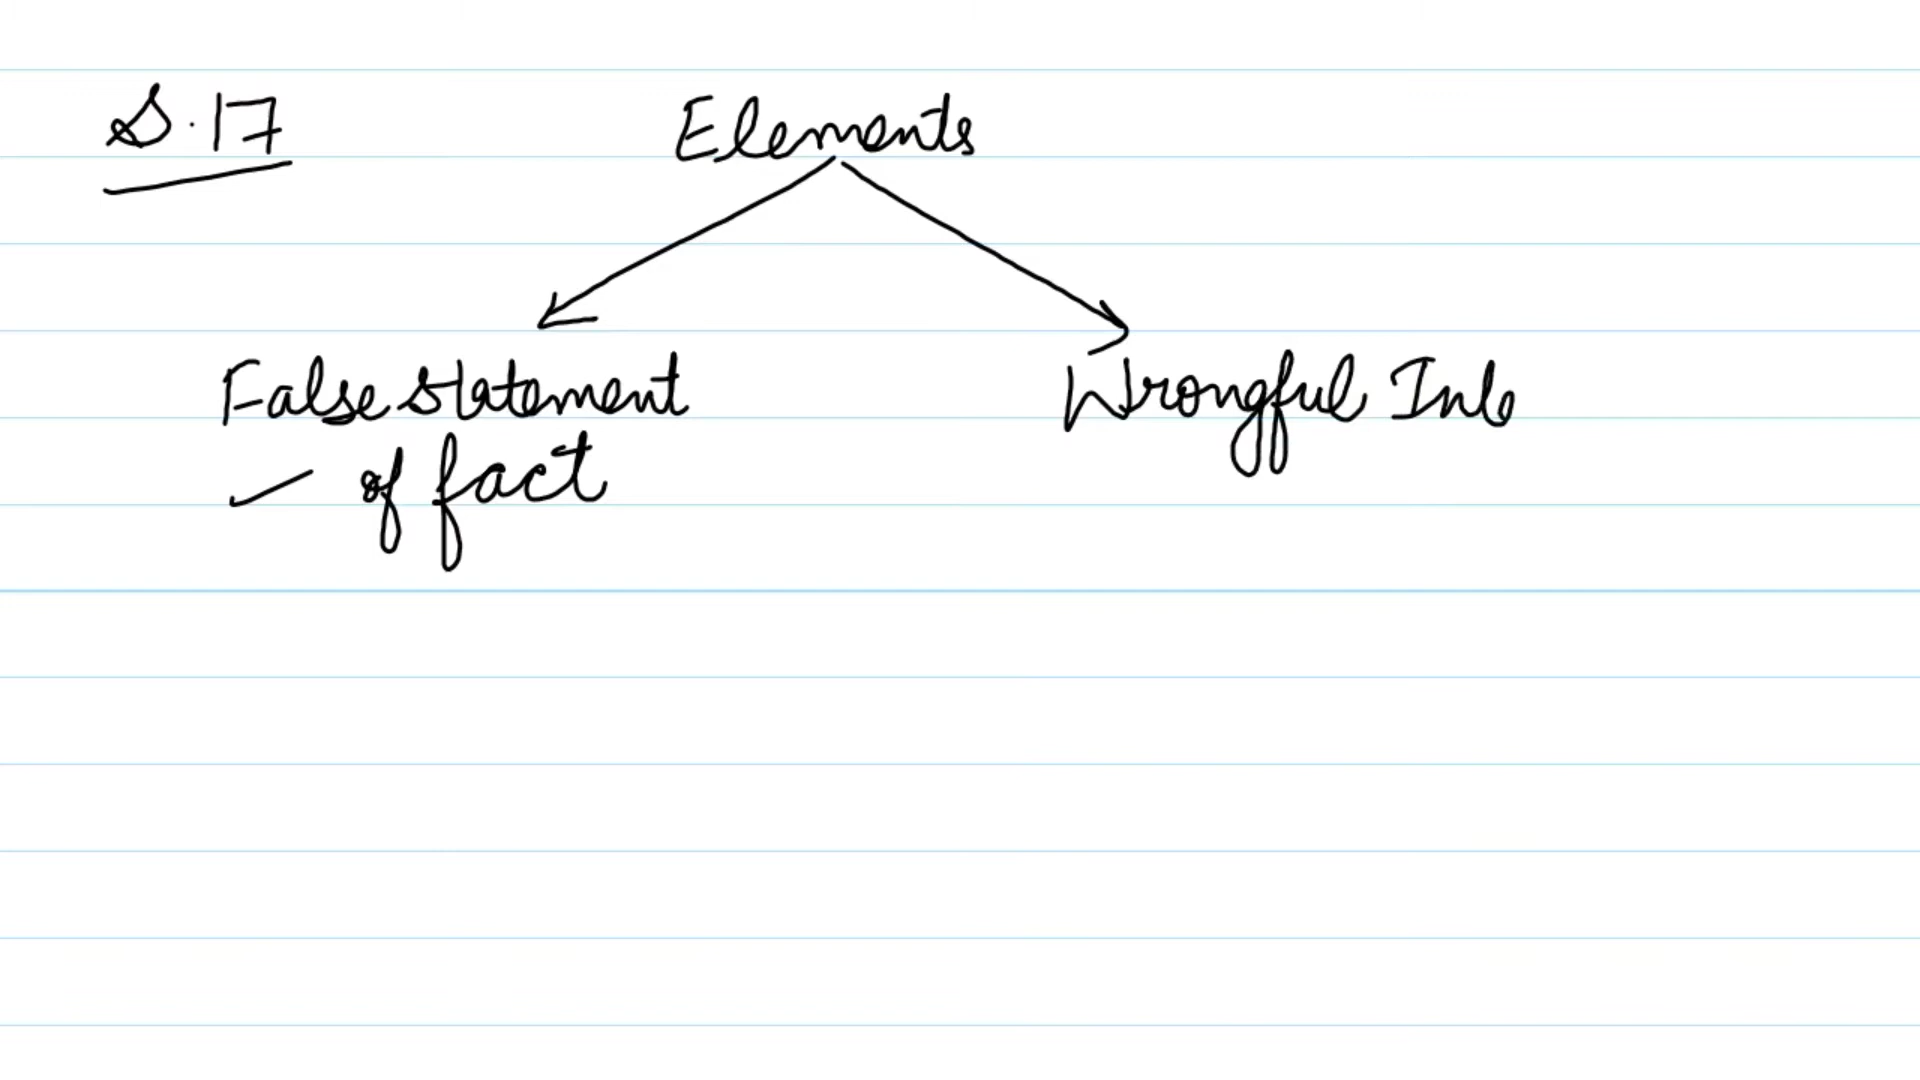 S.17
Elements
False statement
of fact
Wrongful Inte